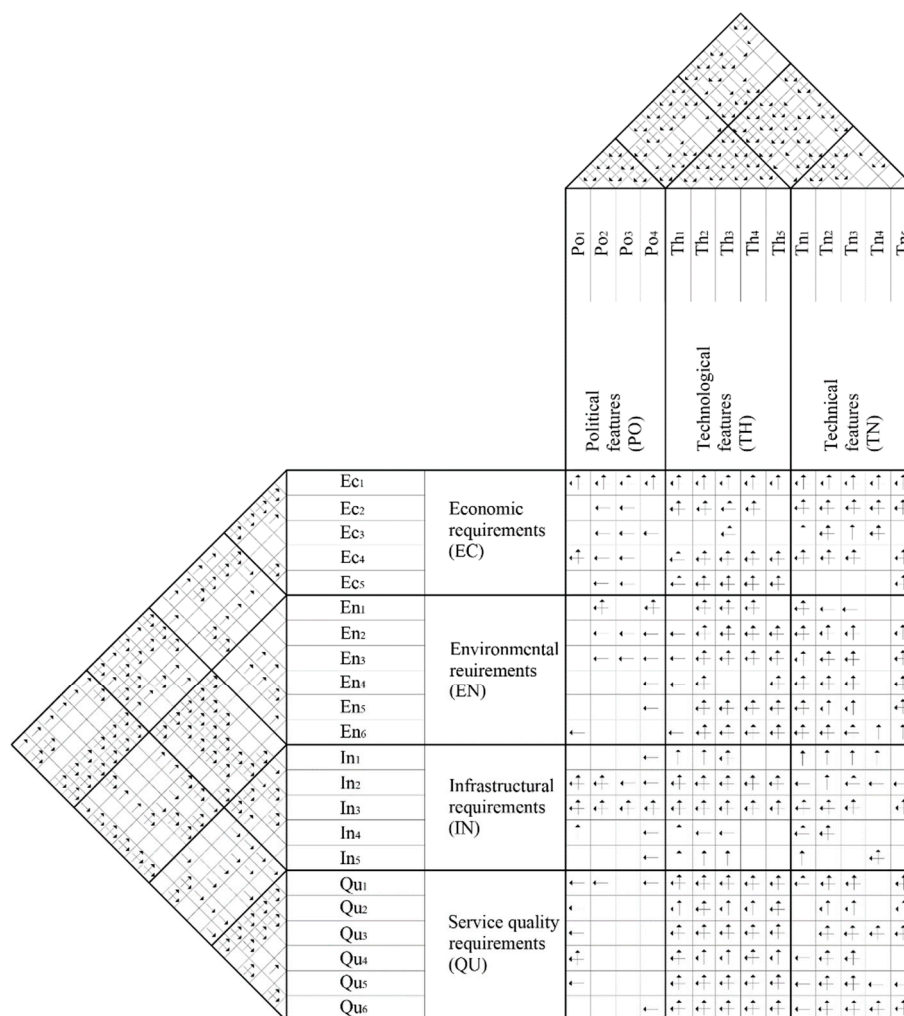 Po1
Po2
Po3
Po4
Th1
Th2
Th3
Th4
Th5
Tn1
Tn2
Tn3
Tn4
Political
features
(PO)
Technological
features
(TH)
Technical
features
(TN)
Ec1
Ec2
Ec3
Ec4
Ec5
Economic
requirements
(EC)
En1
En2
En3
En4
En5
En6
Environmental
reuirements
(EN)
In1
In2
In3
In4
In5
Infrastructural
requirements
(IN)
Qu1
Qu2
Qu3
Qu4
Qu5
Qu6
Service quality
requirements
(QU)